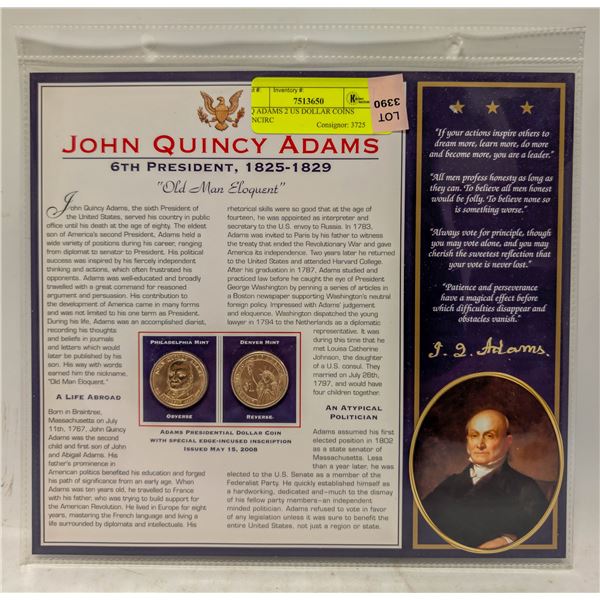 t #:
Inventory #:
7513650
Q ADAMS 2 US DOLLAR COINS
NCIRC
Consignor: 3725
LOT
3390
JOHN QUINCY ADAMS
6TH PRESIDENT, 1825-1829
"Old Man Eloquent"
John Quincy Adams, the sixth President of
the United States, served his country in public
office until his death at the age of eighty. The eldest
son of America's second President, Adams held a
wide variety of positions during his career, ranging
from diplomat to senator to President. His political
success was inspired by his fiercely independent
thinking and actions, which often frustrated his
opponents. Adams was well-educated and broadly
travelled with a great command for reasoned
argument and persuasion. His contribution to
the development of America came in many forms
and was not limited to his one term as President.
During his life, Adams was an accomplished diarist,
recording his thoughts
and beliefs in journals
and letters which would
later be published by his
son. His way with words
earned him the nickname,
"Old Man Eloquent."
A LIFE ABROAD
Born in Braintree,
Massachusetts on July
11th, 1767, John Quincy
Adams was the second
child and first son of John
and Abigail Adams. His
father's prominence in
American politics benefited his education and forged
his path of significance from an early age. When
Adams was ten years old, he travelled to France
with his father, who was trying to build support for
the American Revolution. He lived in Europe for eight
years, mastering the French language and living a
life surrounded by diplomats and intellectuals. His
rhetorical skills were so good that at the age of
fourteen, he was appointed as interpreter and
secretary to the U.S. envoy to Russia. In 1783,
Adams was invited to Paris by his father to witness
the treaty that ended the Revolutionary War and gave
America its independence. Two years later he returned
to the United States and attended Harvard College.
After his graduation in 1787, Adams studied and
practiced law before he caught the eye of President
George Washington by penning a series of articles in
a Boston newspaper supporting Washington's neutral
foreign policy. Impressed with Adams' judgement
and eloquence, Washington dispatched the young
lawyer in 1794 to the Netherlands as a diplomatic
representative. It was
during this time that he
met Louisa Catherine
Johnson, the daughter
of a U.S. consul. They
married on July 26th,
1797, and would have
four children together.
AN ATYPICAL
POLITICIAN
Adams assumed his first
elected position in 1802
as a state senator of
Massachusetts. Less
than a year later, he was
elected to the U.S. Senate as a member of the
Federalist Party. He quickly established himself as
a hardworking, dedicated and—much to the dismay
of his fellow party members—an independent
minded politician. Adams refused to vote in favor
of any legislation unless it was sure to benefit the
entire United States, not just a region or state.
PHILADELPHIA MINT
DENVER MINT
OBVERSE
REVERSE
ADAMS PRESIDENTIAL DOLLAR COIN
WITH SPECIAL EDGE-INCUSED INSCRIPTION
ISSUED MAY 15, 2008
"If your actions inspire others to
dream more, learn more, do more
and become more, you are a leader."
"All men profess honesty as long as
they can. To believe all men honest
would be folly. To believe none so
is something worse."
"Always vote for principle, though
you may vote alone, and you may
cherish the sweetest reflection that
your vote is never lost."
"Patience and perseverance
have a magical effect before
which difficulties disappear and
obstacles vanish."
J. Q. Adams.